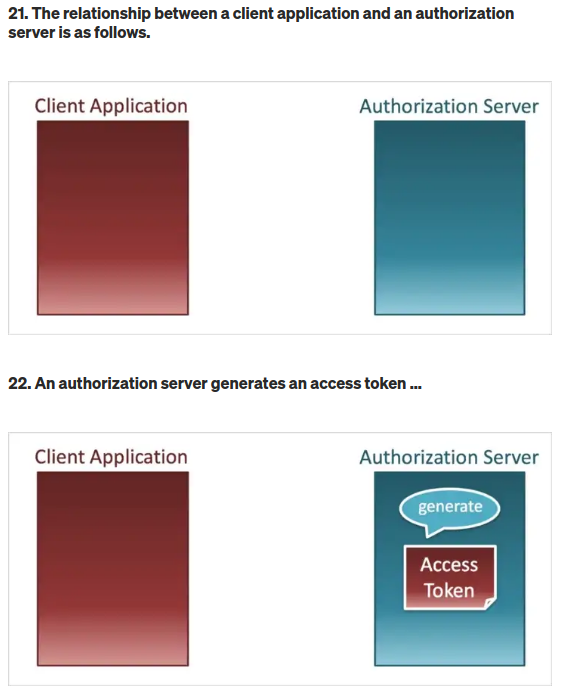 21. The relationship between a client application and an authorization
server is as follows.
Client Application
Authorization Server
22. An authorization server generates an access token ...
Client Application
Authorization Server
generate
Access
Token